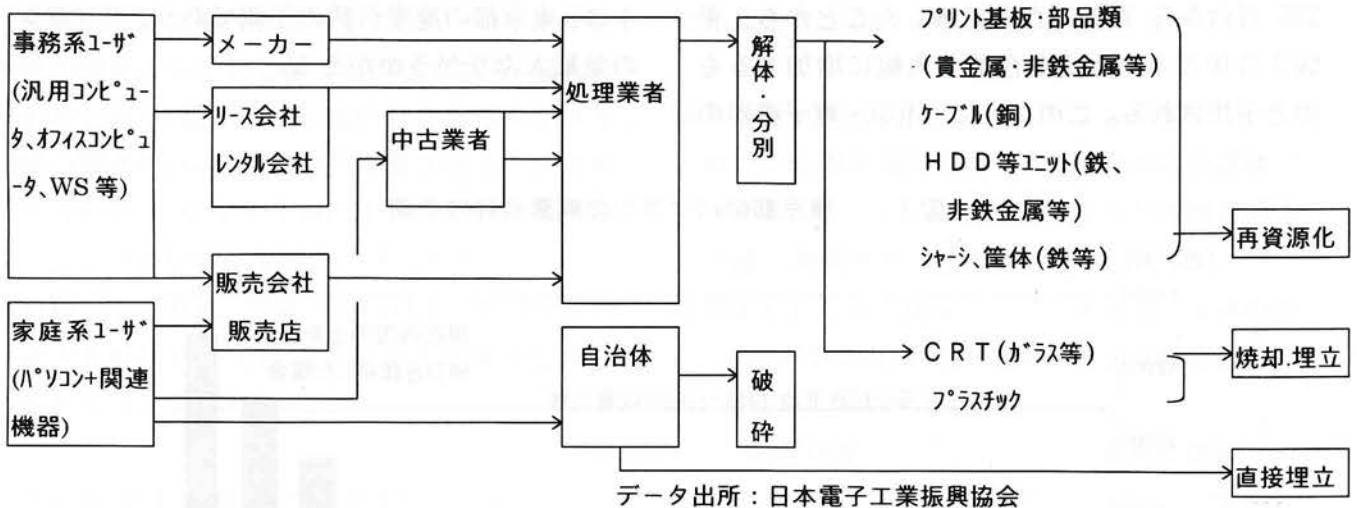 事務系ユーザ
(汎用コンピュー
タ、オフィスコンピュ
ータ、WS 等)
家庭系ユーザ
(パソコン+関連
機器)
メーカー
リース会社
レンタル会社
販売会社
販売店
中古業者
処理業者
自治体
解体・分別
破砕
プリント基板・部品類
(貴金属・非鉄金属等)
ケーブル(銅)
HDD等ユニット(鉄、
非鉄金属等)
シャーシ、筐体(鉄等)
CRT(ガラス等)
プラスチック
再資源化
焼却.埋立
直接埋立
データ出所:日本電子工業振興協会